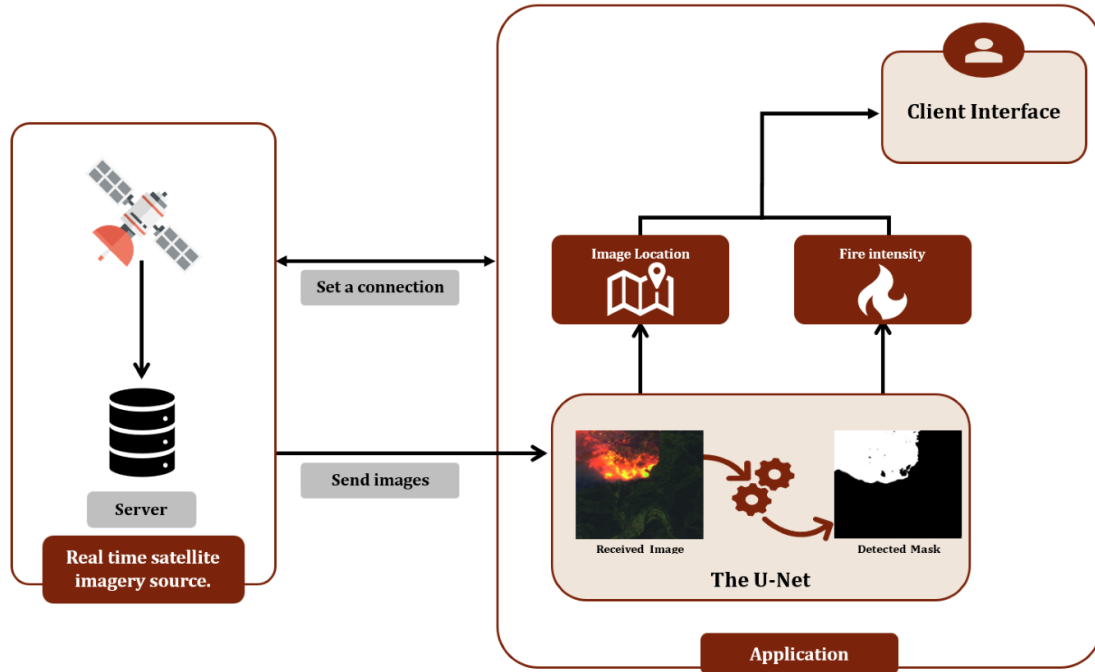 Client Interface
Image Location
Fire intensity
Set a connection
Send images
Server
Real time satellite
imagery source.
Received Image
Detected Mask
The U-Net
Application